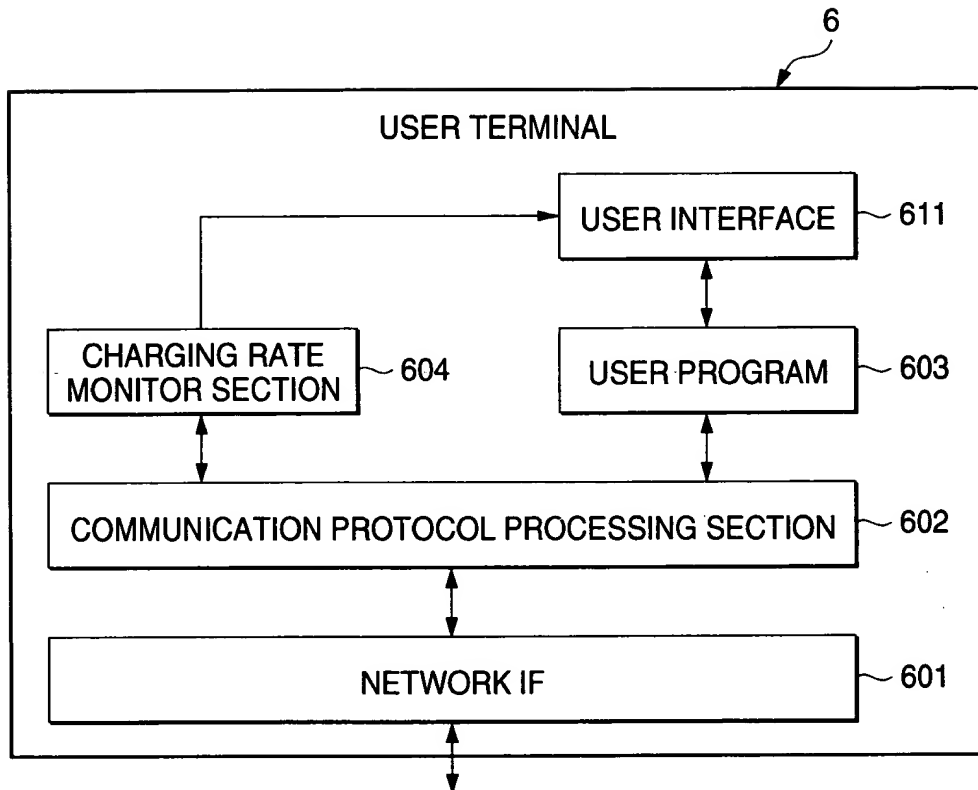 6
USER TERMINAL
USER INTERFACE
611
CHARGING RATE
MONITOR SECTION
604
USER PROGRAM
603
COMMUNICATION PROTOCOL PROCESSING SECTION
602
NETWORK IF
601